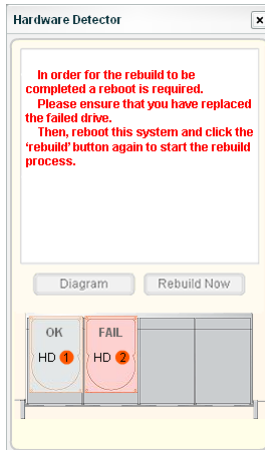 Hardware Detector
In order for the rebuild to be
completed a reboot is required.
Please ensure that you have replaced
the failed drive.
Then, reboot this system and click the
‘rebuild’ button again to start the rebuild
process.
Diagram Rebuild Now
OK FAIL
HD 1 HD 2